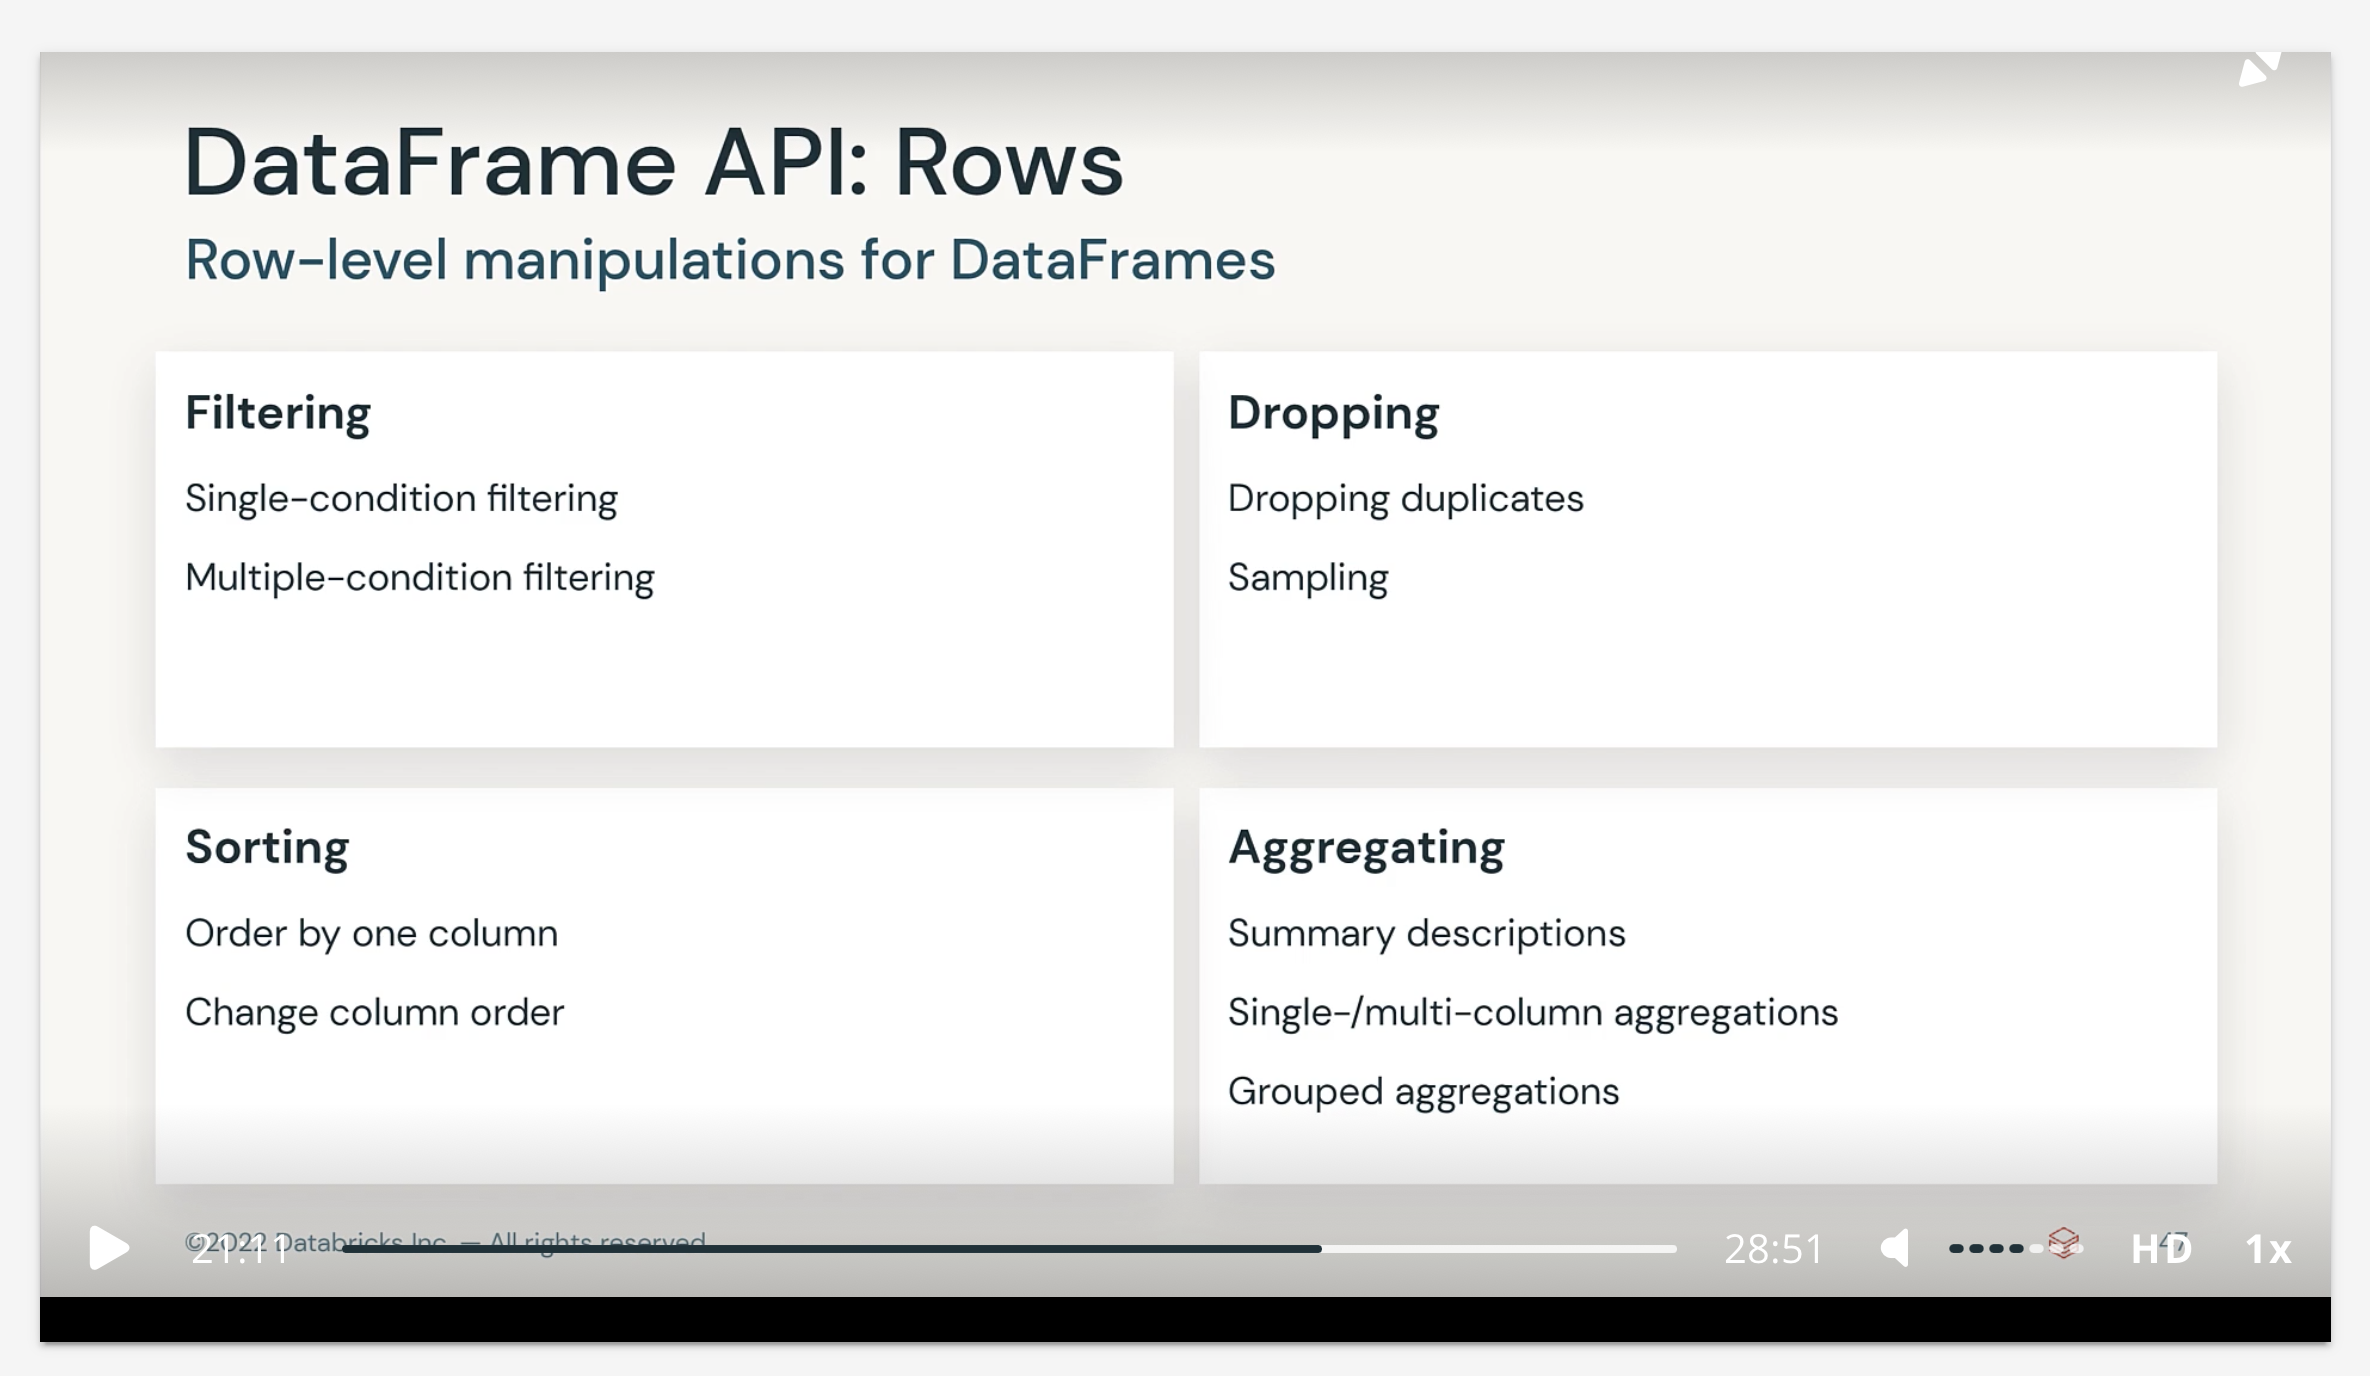 DataFrame API: Rows
Row-level manipulations for DataFrames
Filtering
Single-condition filtering
Multiple-condition filtering
Dropping
Dropping duplicates
Sampling
Sorting
Order by one column
Change column order
Aggregating
Summary descriptions
Single-/multi-column aggregations
Grouped aggregations
©2022 Databricks Inc. — All rights reserved
47
21:11
28:51
HD
1x